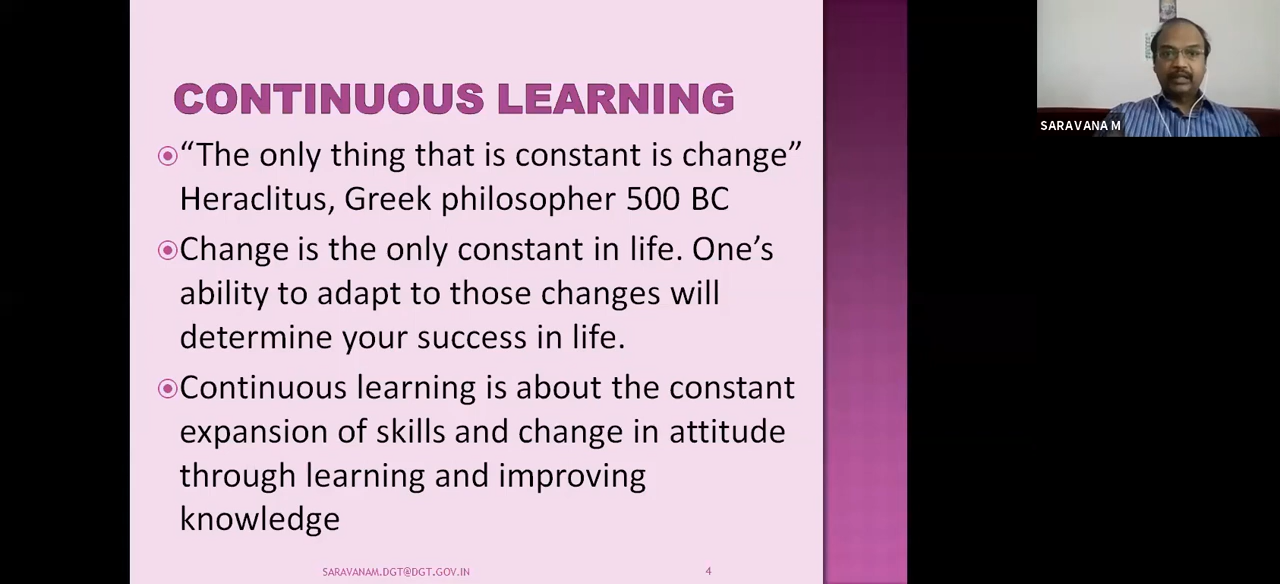 CONTINUOUS LEARNING
“The only thing that is constant is change”
Heraclitus, Greek philosopher 500 BC
Change is the only constant in life. One’s
ability to adapt to those changes will
determine your success in life.
Continuous learning is about the constant
expansion of skills and change in attitude
through learning and improving
knowledge
SARAVANAM.DGT@DGT.GOV.IN
4
SARAVANA M